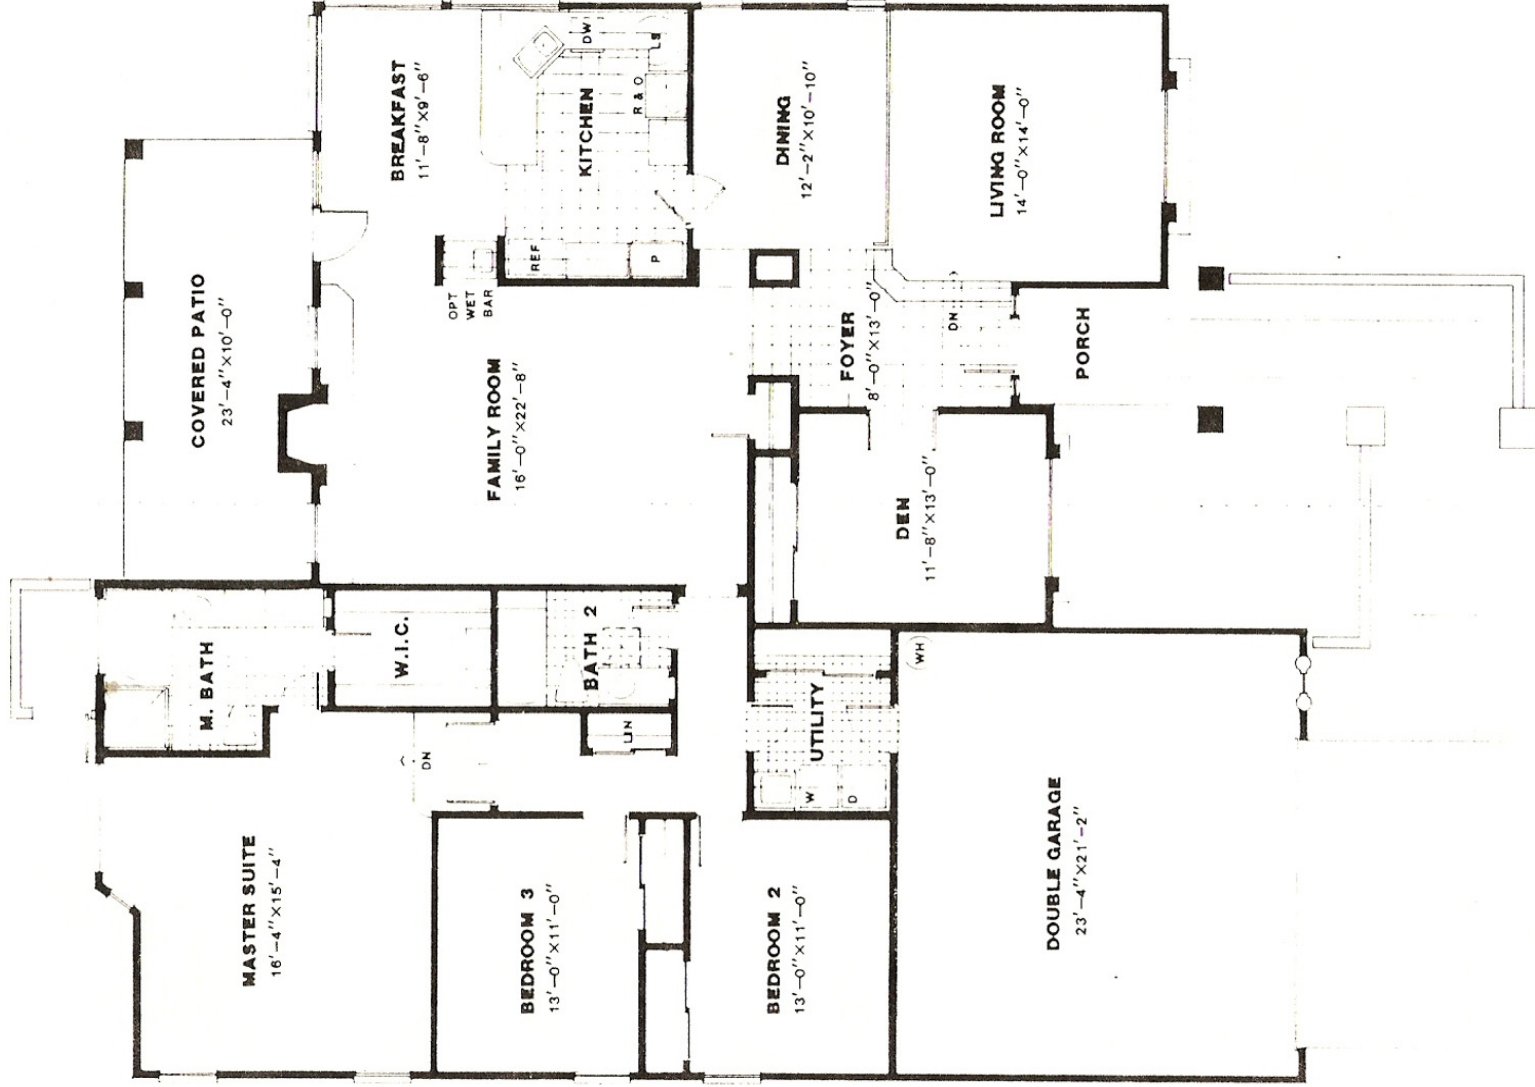 COVERED PATIO
23'-4"X10'-0"
BREAKFAST
11'-8"X9'-6"
KITCHEN
DW
LS
R & O
REF
P
OPT
WET
BAR
DINING
12'-2"X10'-10"
LIVING ROOM
14'-0"X14'-0"
FAMILY ROOM
16'-0"X22'-8"
FOYER
8'-0"X13'-0"
DN
PORCH
DEN
11'-8"X13'-0"
M. BATH
W.I.C.
BATH 2
LIN
DN
UTILITY
W
D
WH
MASTER SUITE
16'-4"X15'-4"
BEDROOM 3
13'-0"X11'-0"
BEDROOM 2
13'-0"X11'-0"
DOUBLE GARAGE
23'-4"X21'-2"